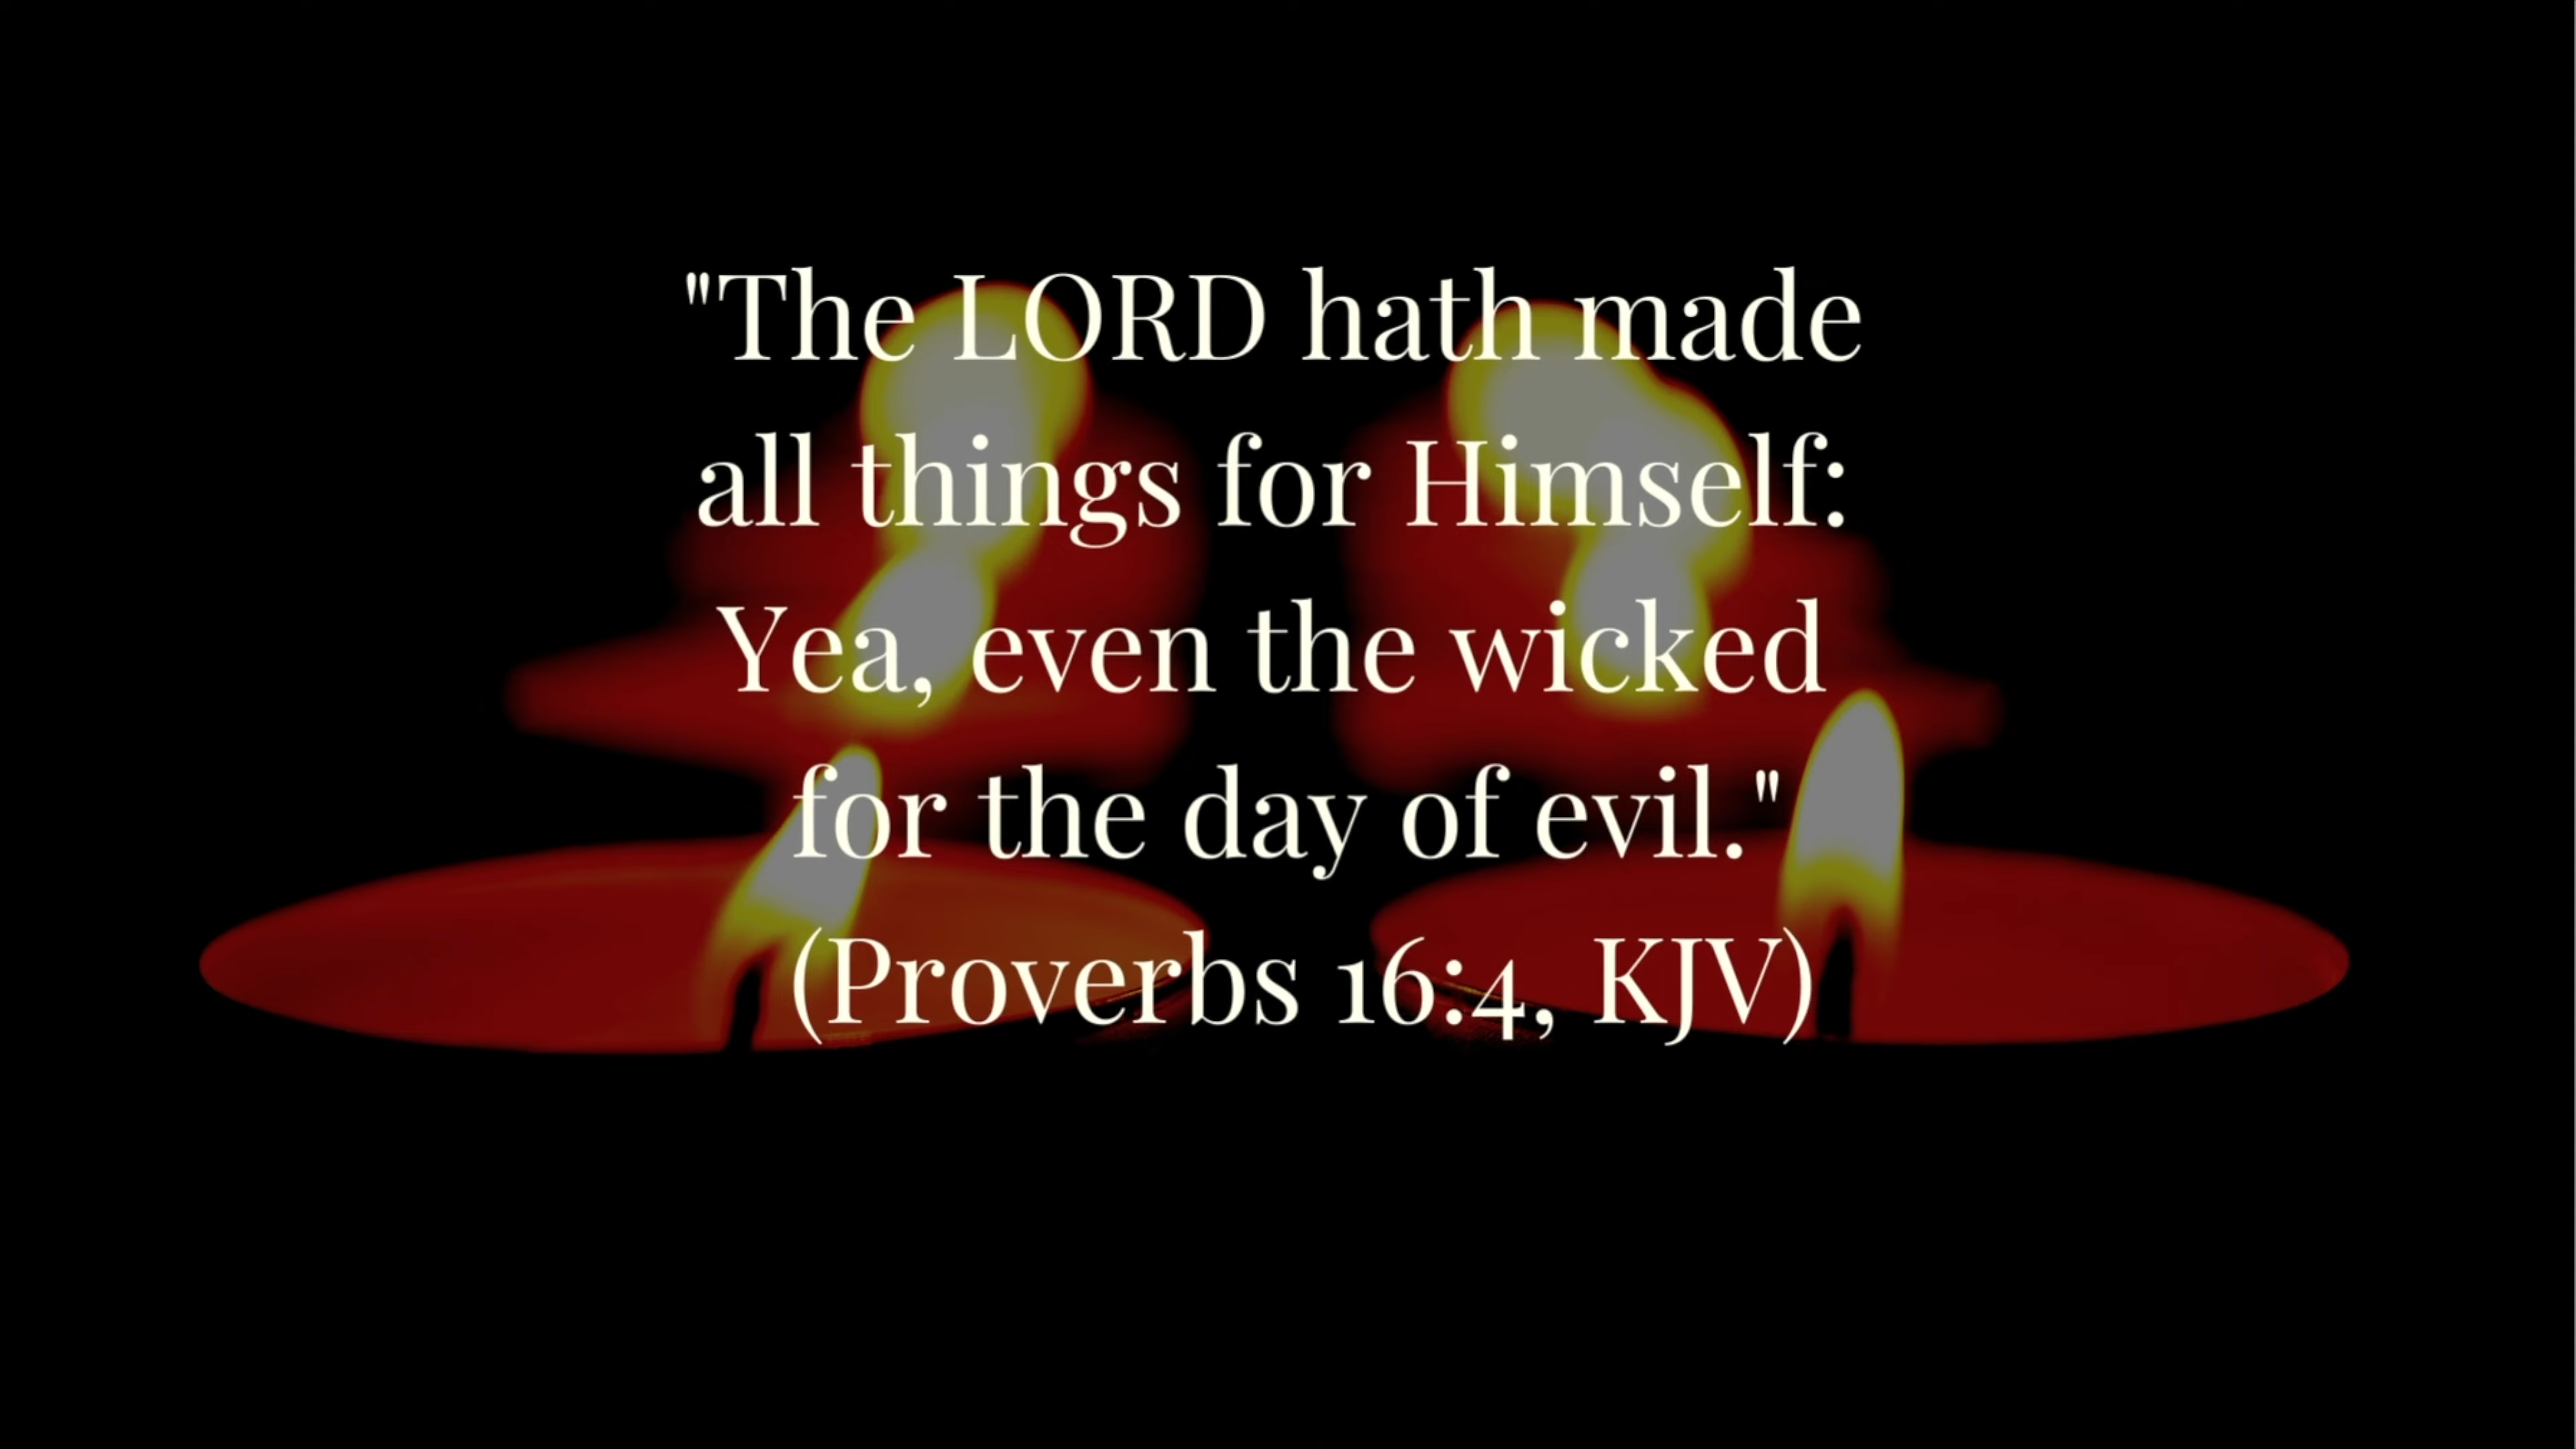 "The LORD hath made
all things for Himself:
Yea, even the wicked
for the day of evil."
(Proverbs 16:4, KJV)